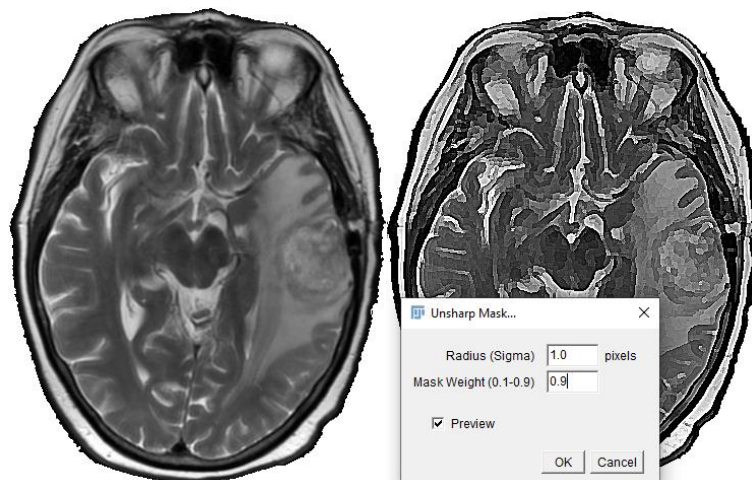 Unsharp Mask...
Radius (Sigma) 1.0 pixels
Mask Weight (0.1-0.9) 0.9
Preview
OK Cancel